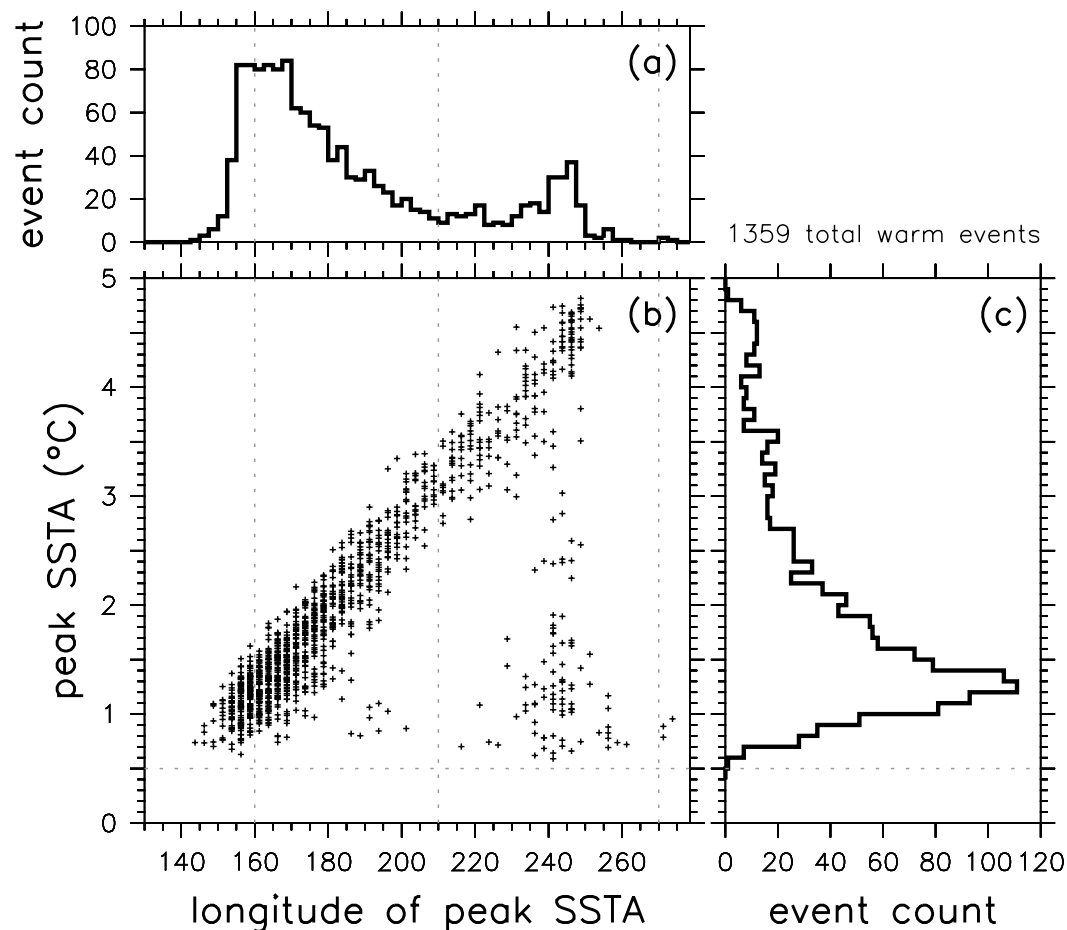 100
80
60
40
20
0
event count
(a)
1359 total warm events
5
4
3
2
1
0
peak SSTA (°C)
(b)
(c)
140 160 180 200 220 240 260
0 20 40 60 80 100 120
longitude of peak SSTA
event count